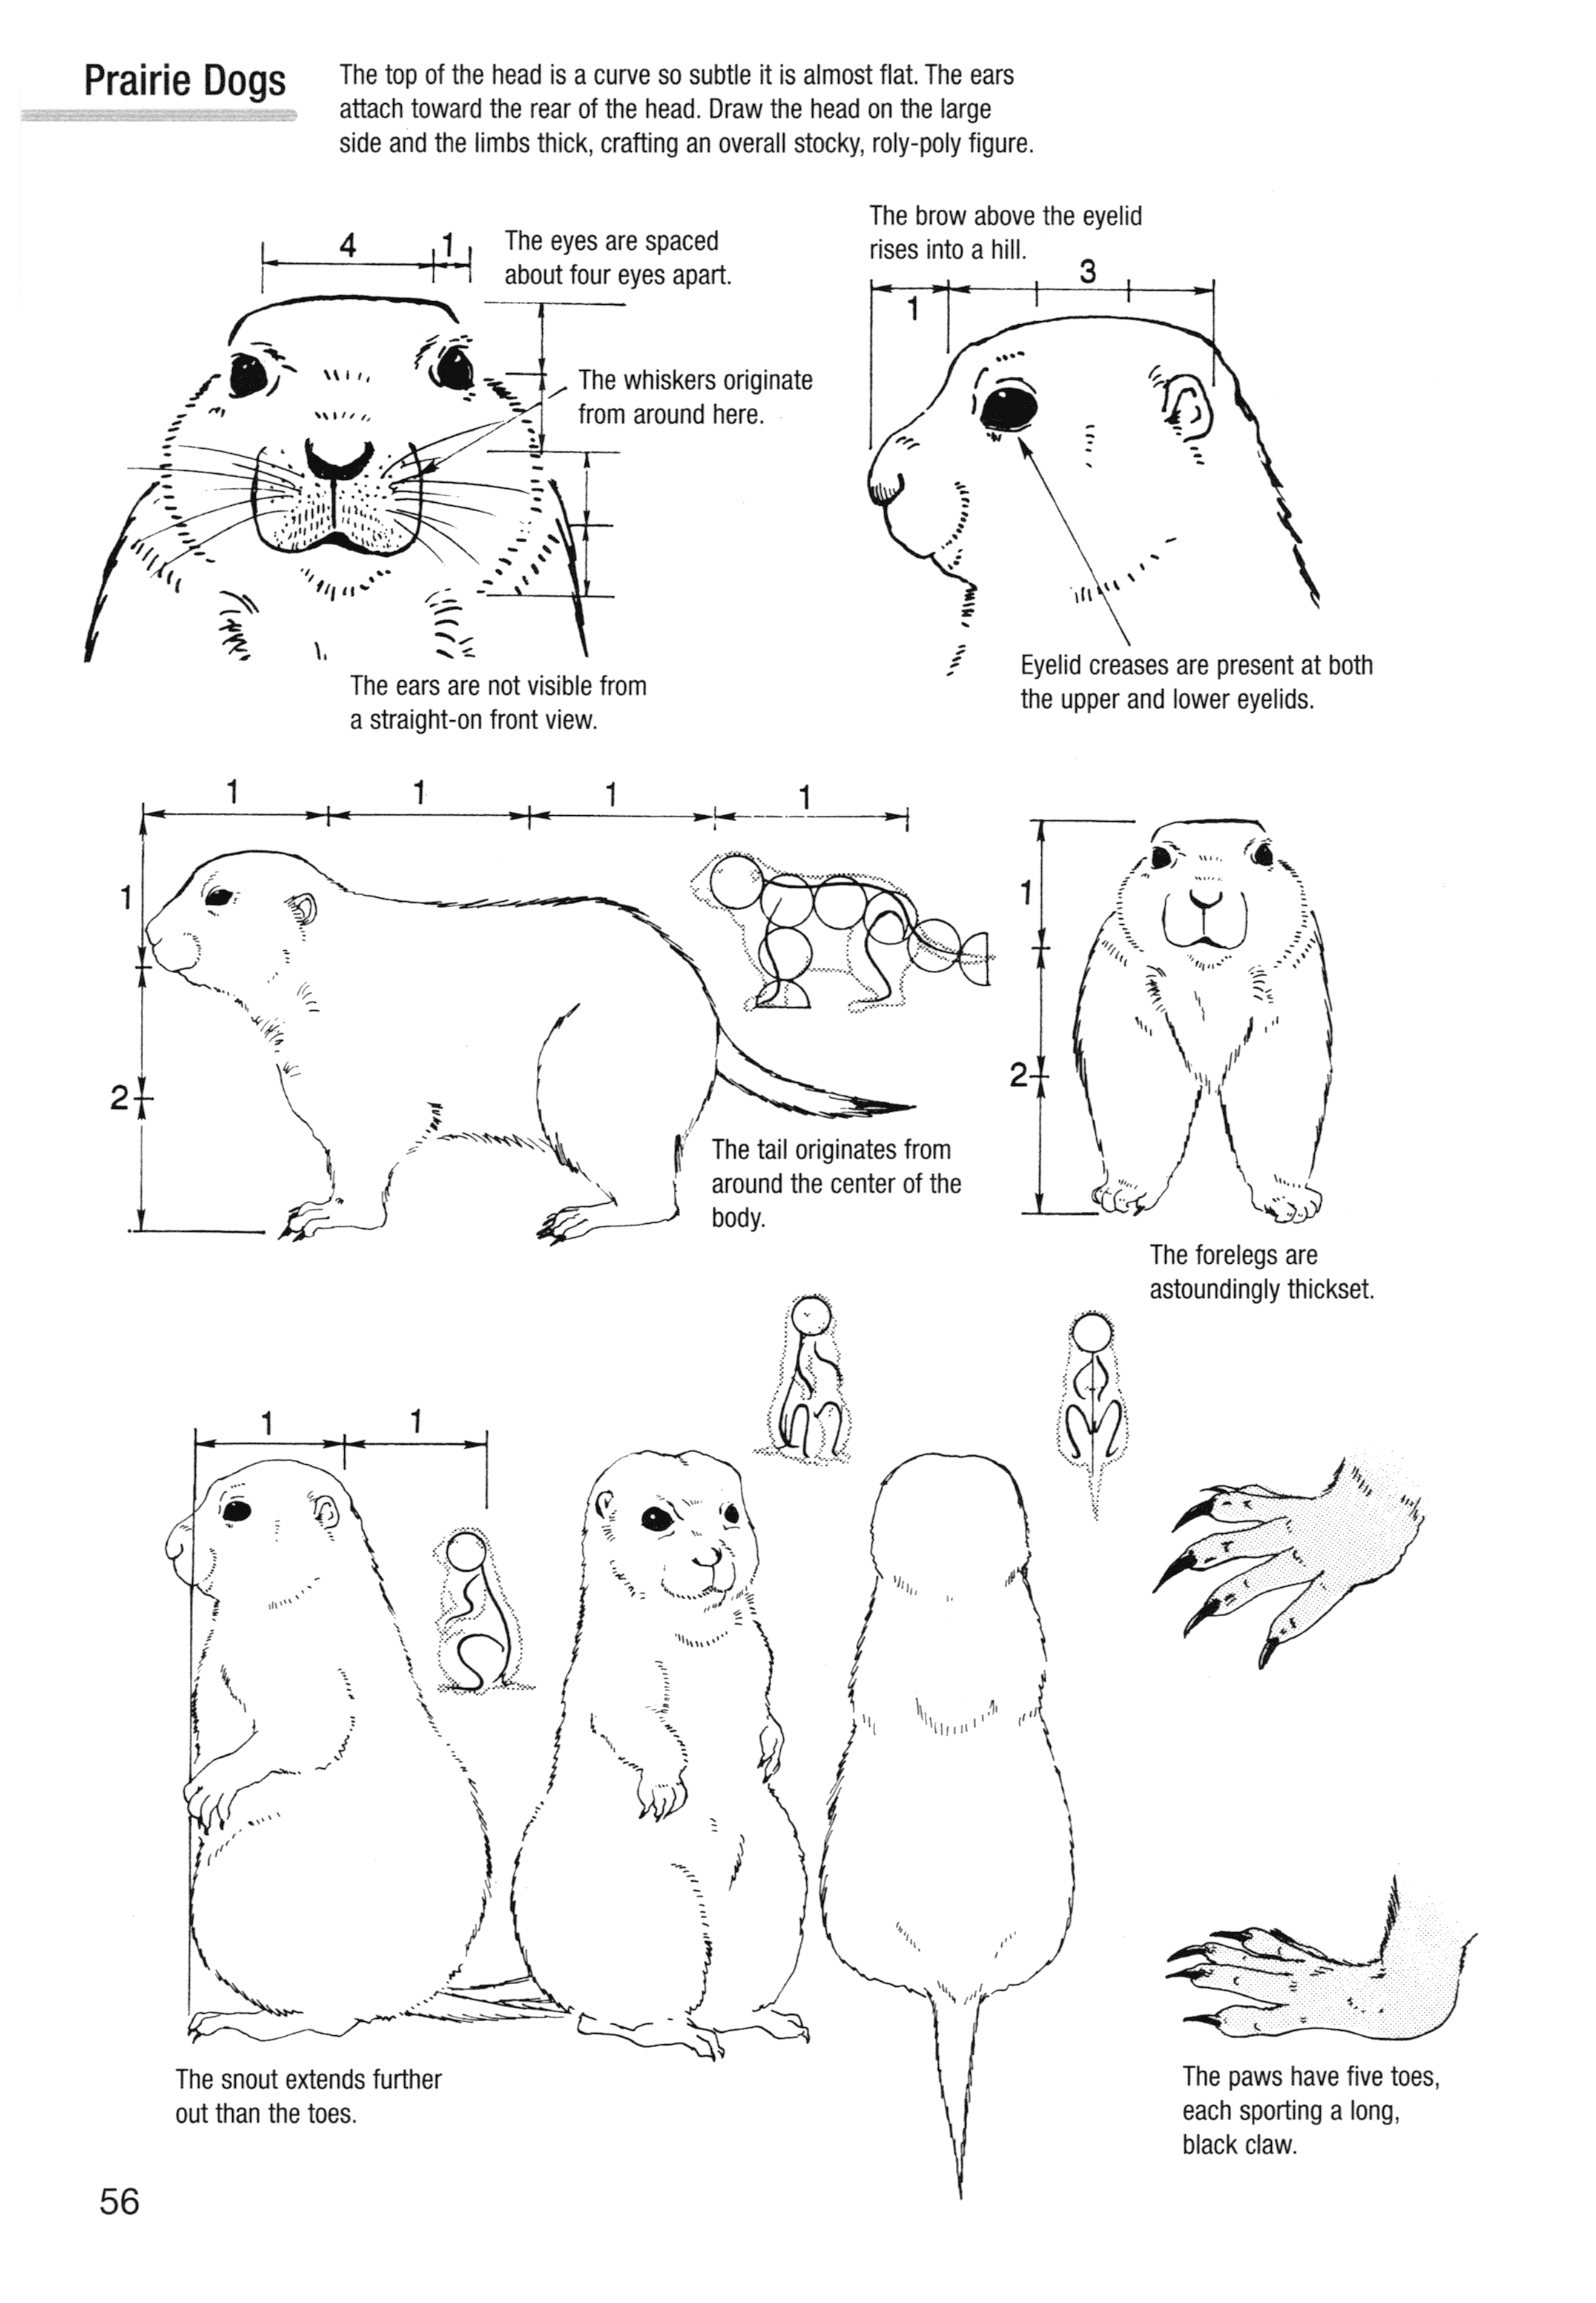 Prairie Dogs
The top of the head is a curve so subtle it is almost flat. The ears
attach toward the rear of the head. Draw the head on the large
side and the limbs thick, crafting an overall stocky, roly-poly figure.
4
1
The eyes are spaced
about four eyes apart.
The whiskers originate
from around here.
The ears are not visible from
a straight-on front view.
The brow above the eyelid
rises into a hill.
3
1
Eyelid creases are present at both
the upper and lower eyelids.
1
1
1
1
1
2
The tail originates from
around the center of the
body.
1
2
The forelegs are
astoundingly thickset.
1
1
The snout extends further
out than the toes.
The paws have five toes,
each sporting a long,
black claw.
56